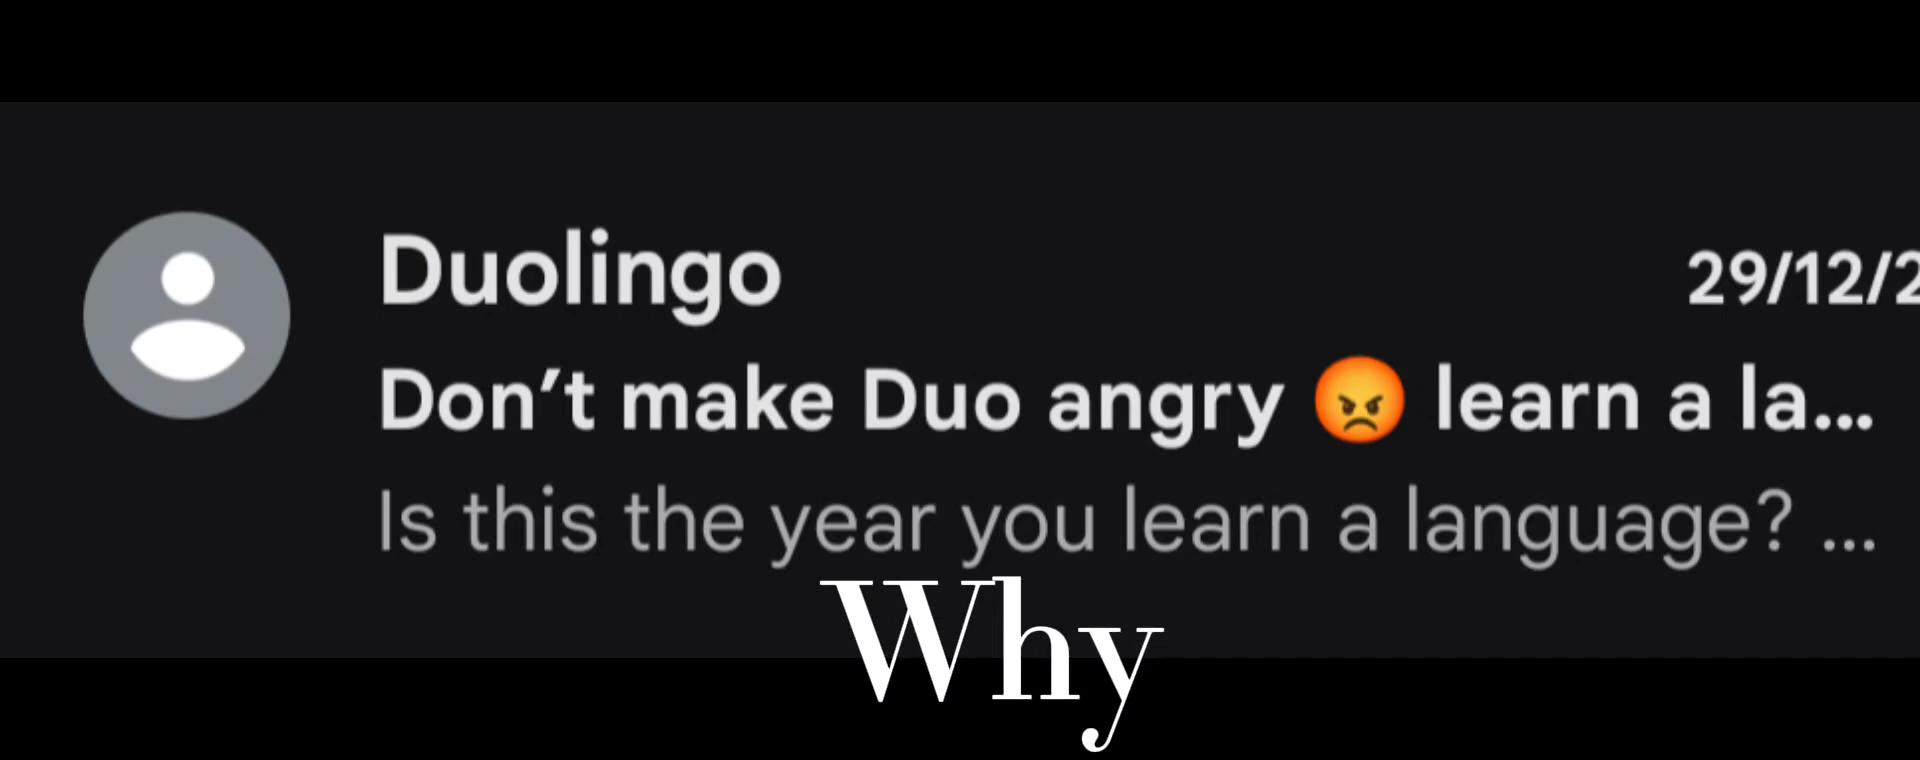 Duolingo
29/12/2
Don’t make Duo angry 😡 learn a la...
Is this the year you learn a language? ...
Why